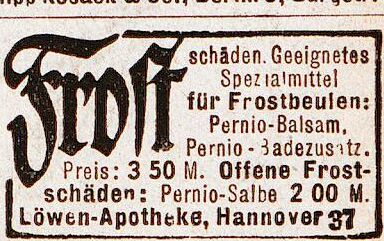 Frost
schäden. Geeignetes
Spezialmittel
für Frostbeulen:
Pernio-Balsam,
Pernio-Badezusatz.
Preis: 3 50 M. Offene Frost-
schäden: Pernio-Salbe 2 00 M.
Löwen-Apotheke, Hannover 37